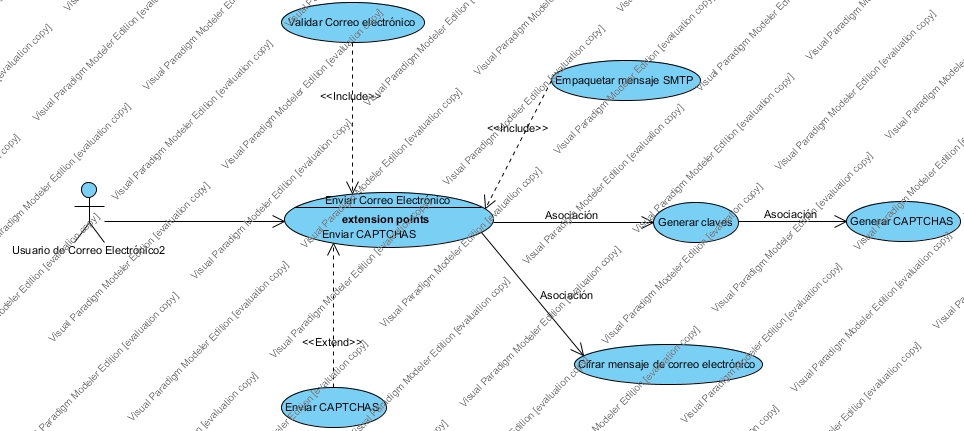 Validar Correo electrónico
Empaquetar mensaje SMTP
<<Include>>
<<Include>>
Enviar Correo Electrónico
extension points
Enviar CAPTCHAS
Asociación
Generar claves
Asociación
Generar CAPTCHAS
Usuario de Correo Electrónico2
Asociación
<<Extend>>
Cifrar mensaje de correo electrónico
Enviar CAPTCHAS
Visual Paradigm Modeler Edition [evaluation copy]